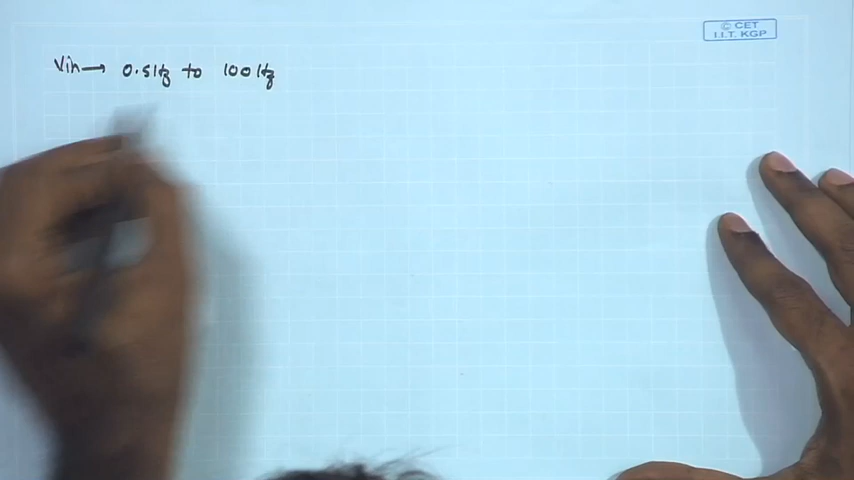 © CET
I.I.T. KGP
Vin → 0.5Hz to 100Hz